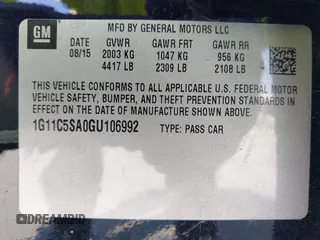 GM
MFD BY GENERAL MOTORS LLC
DATE GVWR GAWR FRT GAWR RR
08/15 2003 KG 1047 KG 956 KG
4417 LB 2309 LB 2108 LB
THIS VEHICLE CONFORMS TO ALL APPLICABLE U.S. FEDERAL MOTOR
VEHICLE SAFETY, BUMPER, AND THEFT PREVENTION STANDARDS IN
EFFECT ON THE DATE OF MANUFACTURE SHOWN ABOVE.
1G11C5SA0GU106992 TYPE: PASS CAR
DREAMBID